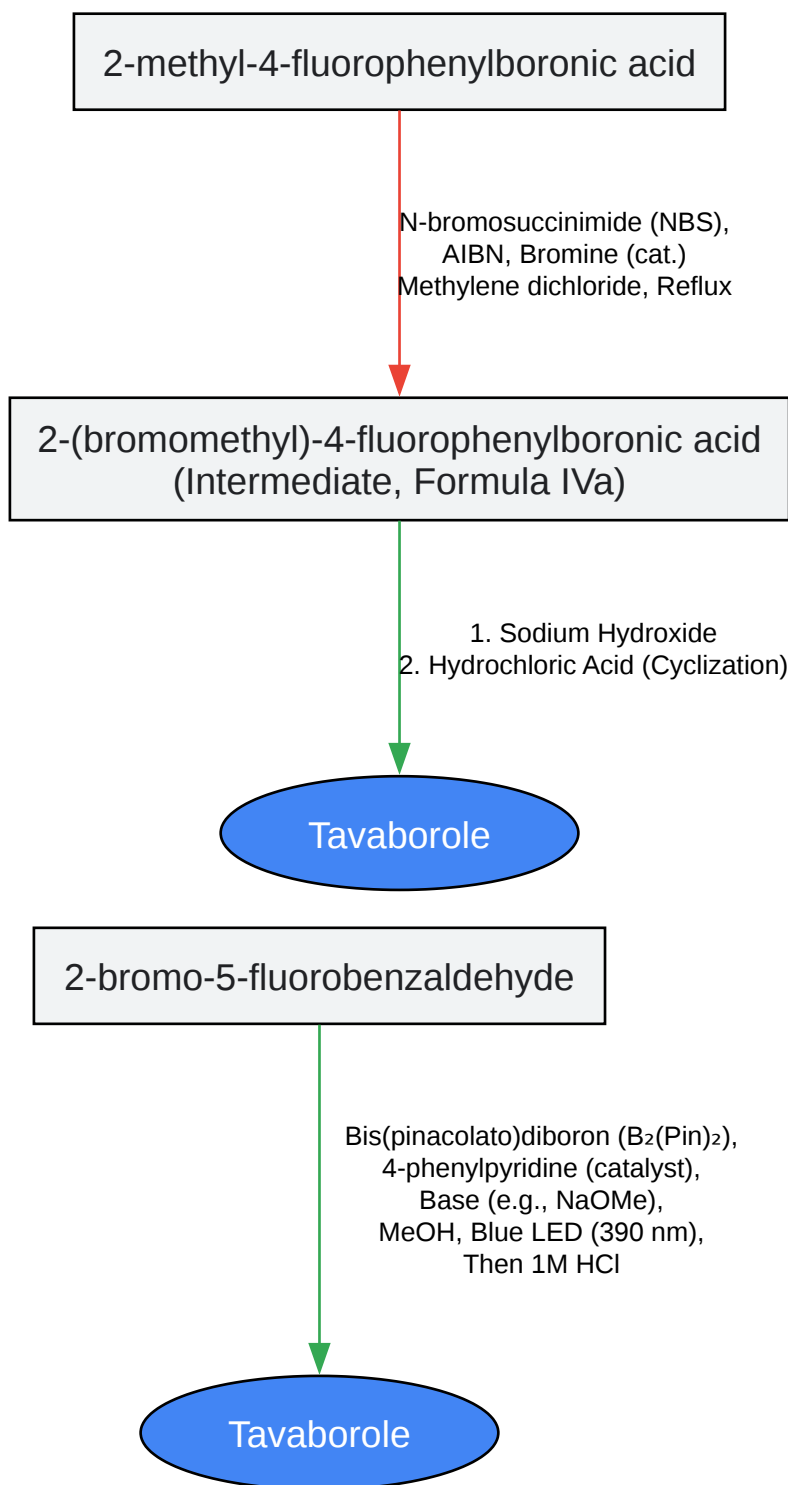 2-methyl-4-fluorophenylboronic acid
N-bromosuccinimide (NBS),
AIBN, Bromine (cat.)
Methylene dichloride, Reflux
2-(bromomethyl)-4-fluorophenylboronic acid
(Intermediate, Formula IVa)
1. Sodium Hydroxide
2. Hydrochloric Acid (Cyclization)
Tavaborole
2-bromo-5-fluorobenzaldehyde
Bis(pinacolato)diboron (B₂(Pin)₂),
4-phenylpyridine (catalyst),
Base (e.g., NaOMe),
MeOH, Blue LED (390 nm),
Then 1M HCl
Tavaborole